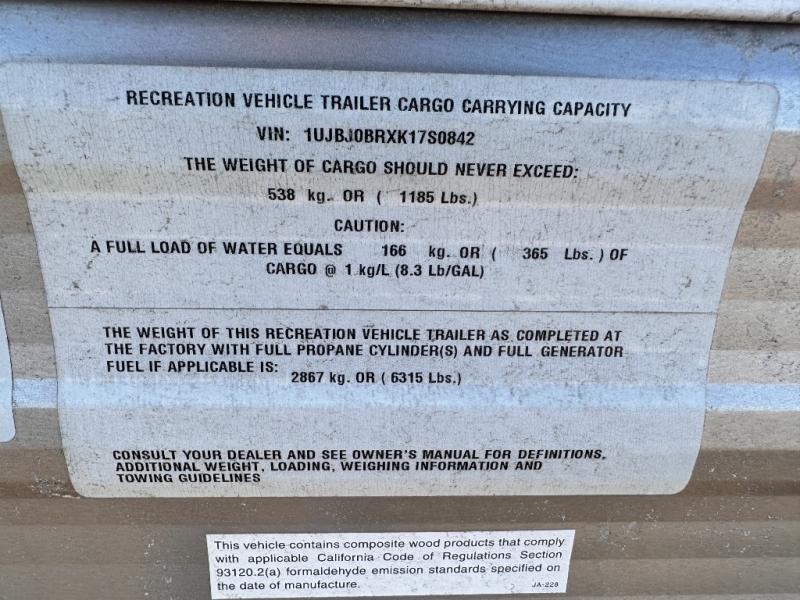 RECREATION VEHICLE TRAILER CARGO CARRYING CAPACITY
VIN: 1UJBJ0BRXK17S0842
THE WEIGHT OF CARGO SHOULD NEVER EXCEED:
538 kg. OR ( 1185 Lbs.)
CAUTION:
A FULL LOAD OF WATER EQUALS 166 kg. OR ( 365 Lbs. ) OF
CARGO @ 1 kg/L (8.3 Lb/GAL)
THE WEIGHT OF THIS RECREATION VEHICLE TRAILER AS COMPLETED AT
THE FACTORY WITH FULL PROPANE CYLINDER(S) AND FULL GENERATOR
FUEL IF APPLICABLE IS:
2867 kg. OR ( 6315 Lbs.)
CONSULT YOUR DEALER AND SEE OWNER'S MANUAL FOR DEFINITIONS,
ADDITIONAL WEIGHT, LOADING, WEIGHING INFORMATION AND
TOWING GUIDELINES
This vehicle contains composite wood products that comply
with applicable California Code of Regulations Section
93120.2(a) formaldehyde emission standards specified on
the date of manufacture.
JA-228